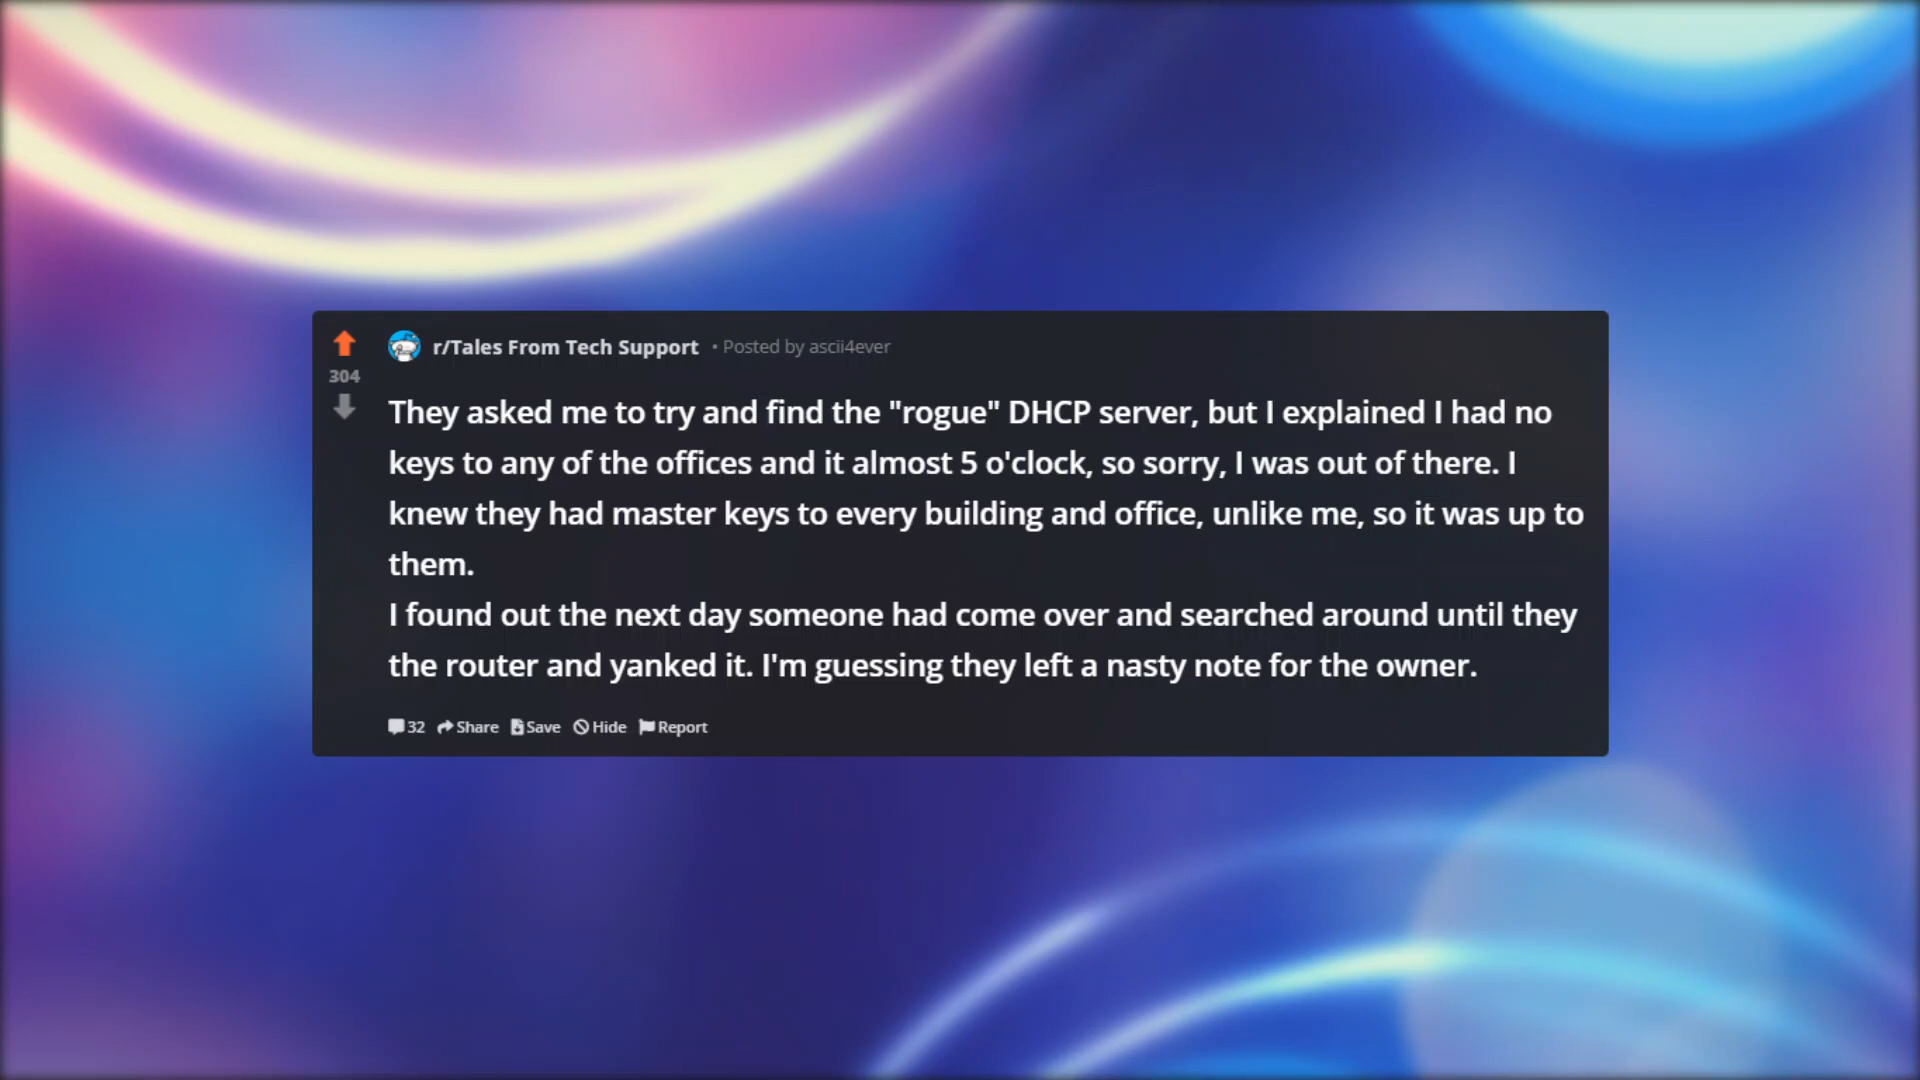 r/Tales From Tech Support • Posted by ascii4ever
304
They asked me to try and find the "rogue" DHCP server, but I explained I had no
keys to any of the offices and it almost 5 o'clock, so sorry, I was out of there. I
knew they had master keys to every building and office, unlike me, so it was up to
them.
I found out the next day someone had come over and searched around until they
the router and yanked it. I'm guessing they left a nasty note for the owner.
32 Share Save Hide Report